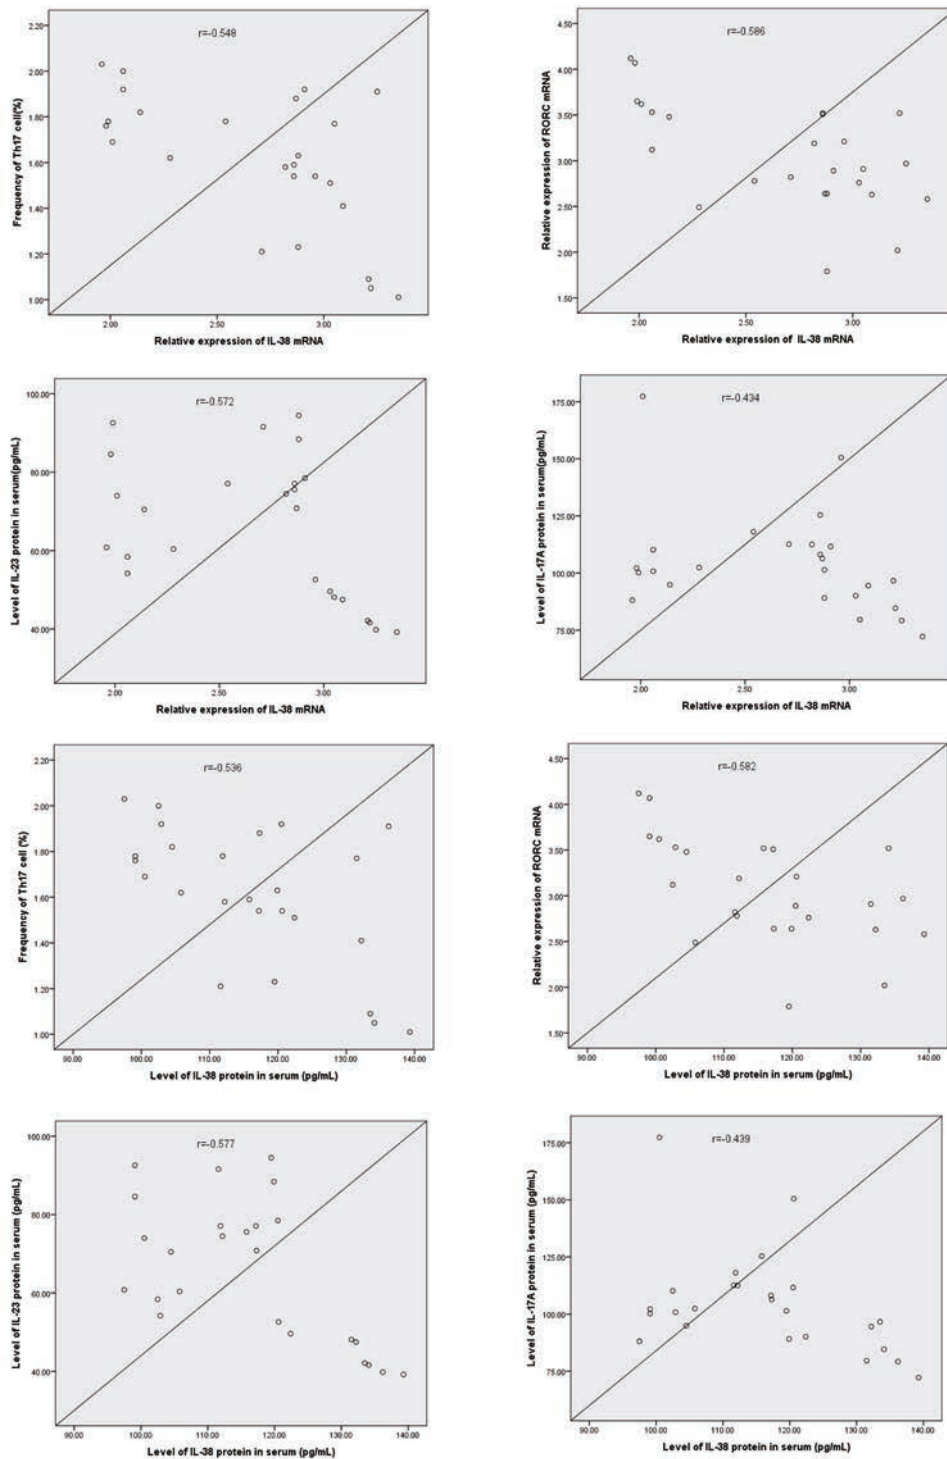 r=-0.548
Frequency of Th17 cell(%)
2.20
2.00
1.80
1.60
1.40
1.20
1.00
2.00 2.50 3.00
Relative expression of IL-38 mRNA
r=-0.586
Relative expression of RORC mRNA
4.50
4.00
3.50
3.00
2.50
2.00
1.50
2.00 2.50 3.00
Relative expression of IL-38 mRNA
r=-0.572
Level of IL-23 protein in serum(pg/mL)
100.00
80.00
60.00
40.00
2.00 2.50 3.00
Relative expression of IL-38 mRNA
r=-0.434
Level of IL-17A protein in serum(pg/mL)
175.00
150.00
125.00
100.00
75.00
2.00 2.50 3.00
Relative expression of IL-38 mRNA
r=-0.536
Frequency of Th17 cell (%)
2.20
2.00
1.80
1.60
1.40
1.20
1.00
90.00 100.00 110.00 120.00 130.00 140.00
Level of IL-38 protein in serum (pg/mL)
r=-0.582
Relative expression of RORC mRNA
4.50
4.00
3.50
3.00
2.50
2.00
1.50
90.00 100.00 110.00 120.00 130.00 140.00
Level of IL-38 protein in serum (pg/mL)
r=-0.577
Level of IL-23 protein in serum (pg/mL)
100.00
80.00
60.00
40.00
90.00 100.00 110.00 120.00 130.00 140.00
Level of IL-38 protein in serum (pg/mL)
r=-0.439
Level of IL-17A protein in serum (pg/mL)
175.00
150.00
125.00
100.00
75.00
90.00 100.00 110.00 120.00 130.00 140.00
Level of IL-38 protein in serum (pg/mL)